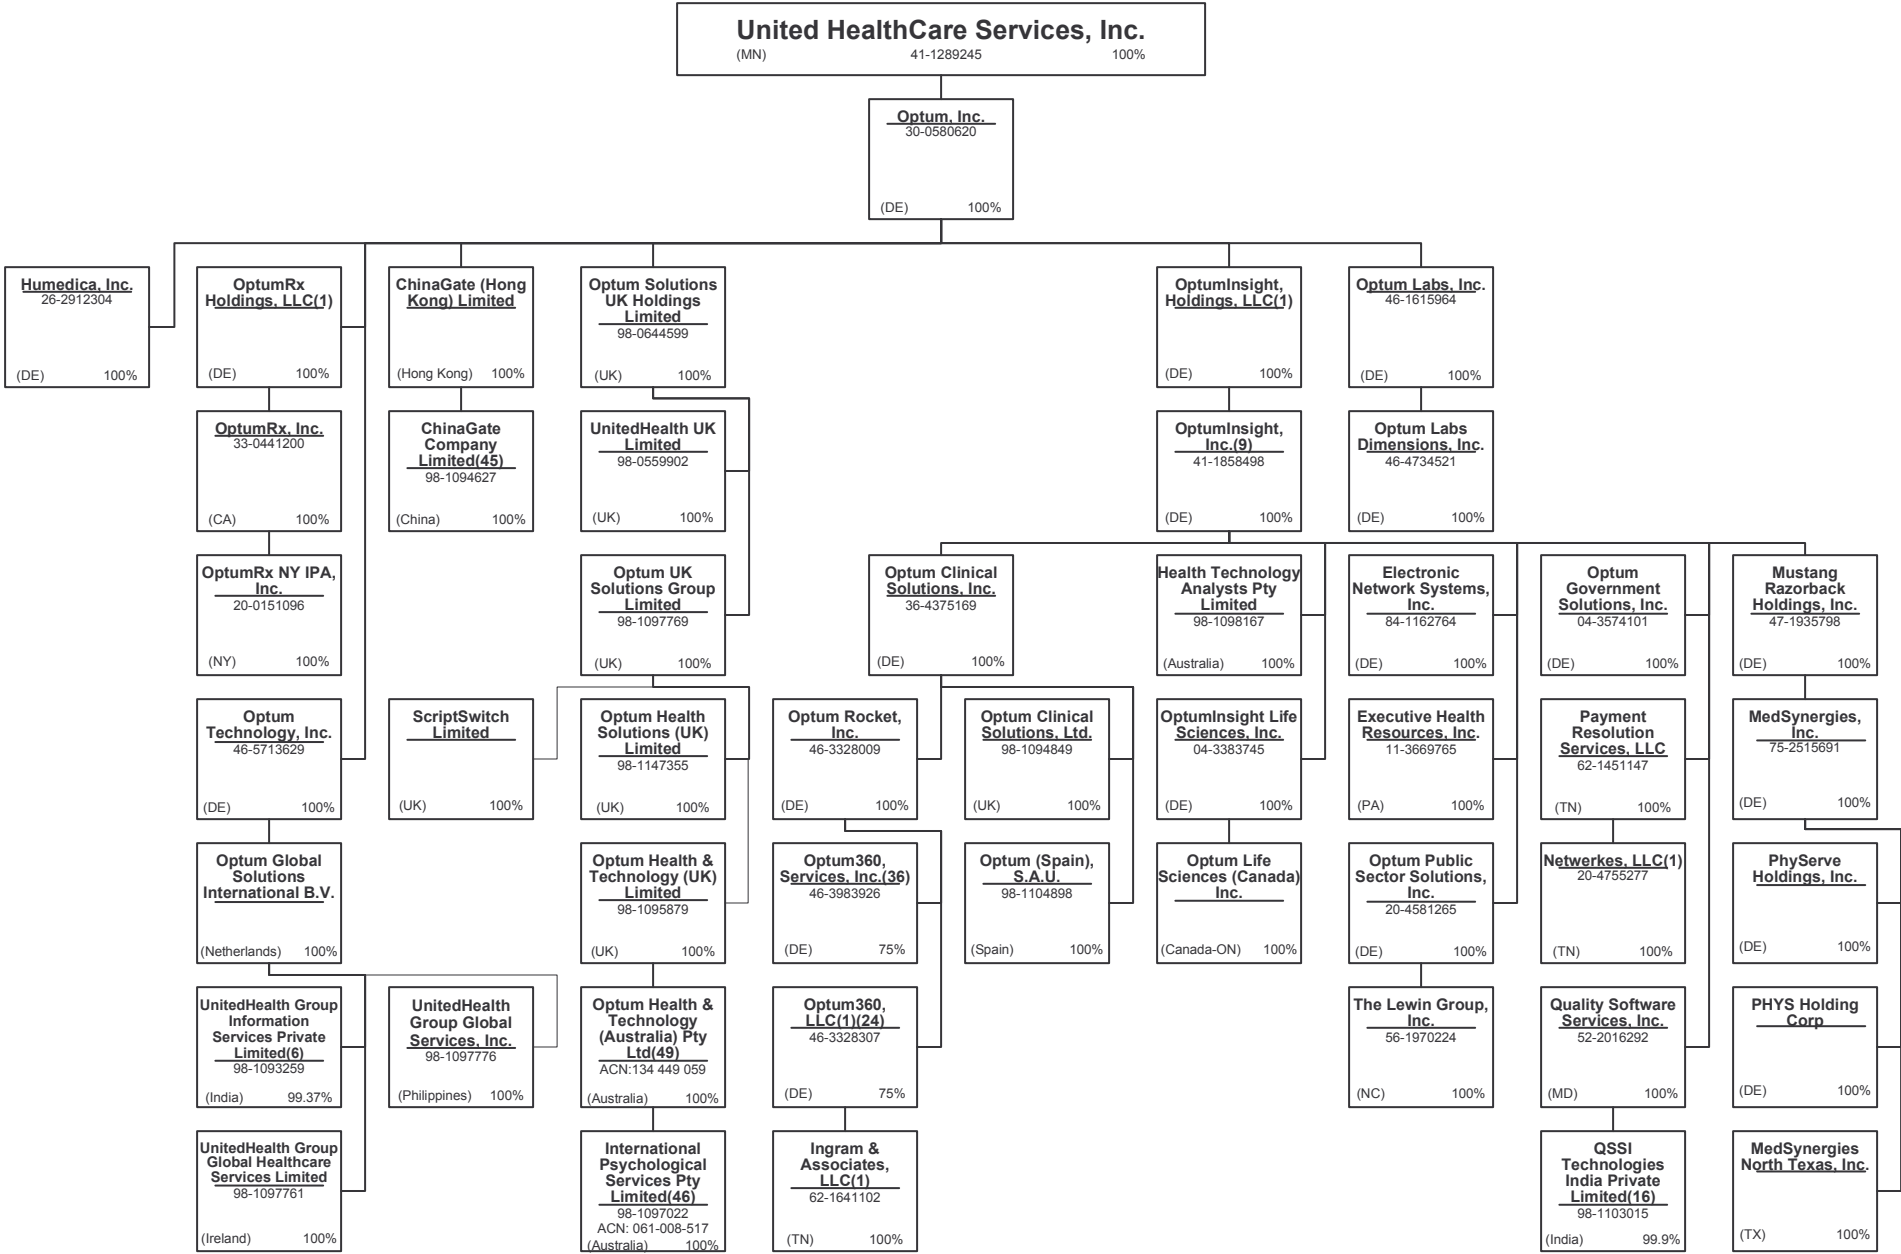 United HealthCare Services, Inc.
(MN) 41-1289245 100%
Optum, Inc.
30-0580620
(DE) 100%
Humedica, Inc.
26-2912304
(DE) 100%
OptumRx
Holdings, LLC(1)
(DE) 100%
ChinaGate (Hong
Kong) Limited
(Hong Kong) 100%
Optum Solutions
UK Holdings
Limited
98-0644599
(UK) 100%
OptumInsight,
Holdings, LLC(1)
(DE) 100%
Optum Labs, Inc.
46-1615964
(DE) 100%
OptumRx, Inc.
33-0441200
(CA) 100%
ChinaGate
Company
Limited(45)
98-1094627
(China) 100%
UnitedHealth UK
Limited
98-0559902
(UK) 100%
OptumInsight,
Inc.(9)
41-1858498
(DE) 100%
Optum Labs
Dimensions, Inc.
46-4734521
(DE) 100%
OptumRx NY IPA,
Inc.
20-0151096
(NY) 100%
Optum UK
Solutions Group
Limited
98-1097769
(UK) 100%
Optum Clinical
Solutions, Inc.
36-4375169
(DE) 100%
Health Technology
Analysts Pty
Limited
98-1098167
(Australia) 100%
Electronic
Network Systems,
Inc.
84-1162764
(DE) 100%
Optum
Government
Solutions, Inc.
04-3574101
(DE) 100%
Mustang
Razorback
Holdings, Inc.
47-1935798
(DE) 100%
Optum
Technology, Inc.
46-5713629
(DE) 100%
ScriptSwitch
Limited
(UK) 100%
Optum Health
Solutions (UK)
Limited
98-1147355
(UK) 100%
Optum Rocket,
Inc.
46-3328009
(DE) 100%
Optum Clinical
Solutions, Ltd.
98-1094849
(UK) 100%
OptumInsight Life
Sciences, Inc.
04-3383745
(DE) 100%
Executive Health
Resources, Inc.
11-3669765
(PA) 100%
Payment
Resolution
Services, LLC
62-1451147
(TN) 100%
MedSynergies,
Inc.
75-2515691
(DE) 100%
Optum Global
Solutions
International B.V.
(Netherlands) 100%
Optum Health &
Technology (UK)
Limited
98-1095879
(UK) 100%
Optum360,
Services, Inc.(36)
46-3983926
(DE) 75%
Optum (Spain),
S.A.U.
98-1104898
(Spain) 100%
Optum Life
Sciences (Canada)
Inc.
(Canada-ON) 100%
Optum Public
Sector Solutions,
Inc.
20-4581265
(DE) 100%
Netwerkes, LLC(1)
20-4755277
(TN) 100%
PhyServe
Holdings, Inc.
(DE) 100%
UnitedHealth Group
Information
Services Private
Limited(6)
98-1093259
(India) 99.37%
UnitedHealth
Group Global
Services, Inc.
98-1097776
(Philippines) 100%
Optum Health &
Technology
(Australia) Pty
Ltd(49)
ACN:134 449 059
(Australia) 100%
Optum360,
LLC(1)(24)
46-3328307
(DE) 75%
The Lewin Group,
Inc.
56-1970224
(NC) 100%
Quality Software
Services, Inc.
52-2016292
(MD) 100%
PHYS Holding
Corp
(DE) 100%
UnitedHealth Group
Global Healthcare
Services Limited
98-1097761
(Ireland) 100%
International
Psychological
Services Pty
Limited(46)
98-1097022
ACN: 061-008-517
(Australia) 100%
Ingram &
Associates,
LLC(1)
62-1641102
(TN) 100%
QSSI
Technologies
India Private
Limited(16)
98-1103015
(India) 99.9%
MedSynergies
North Texas, Inc.
(TX) 100%